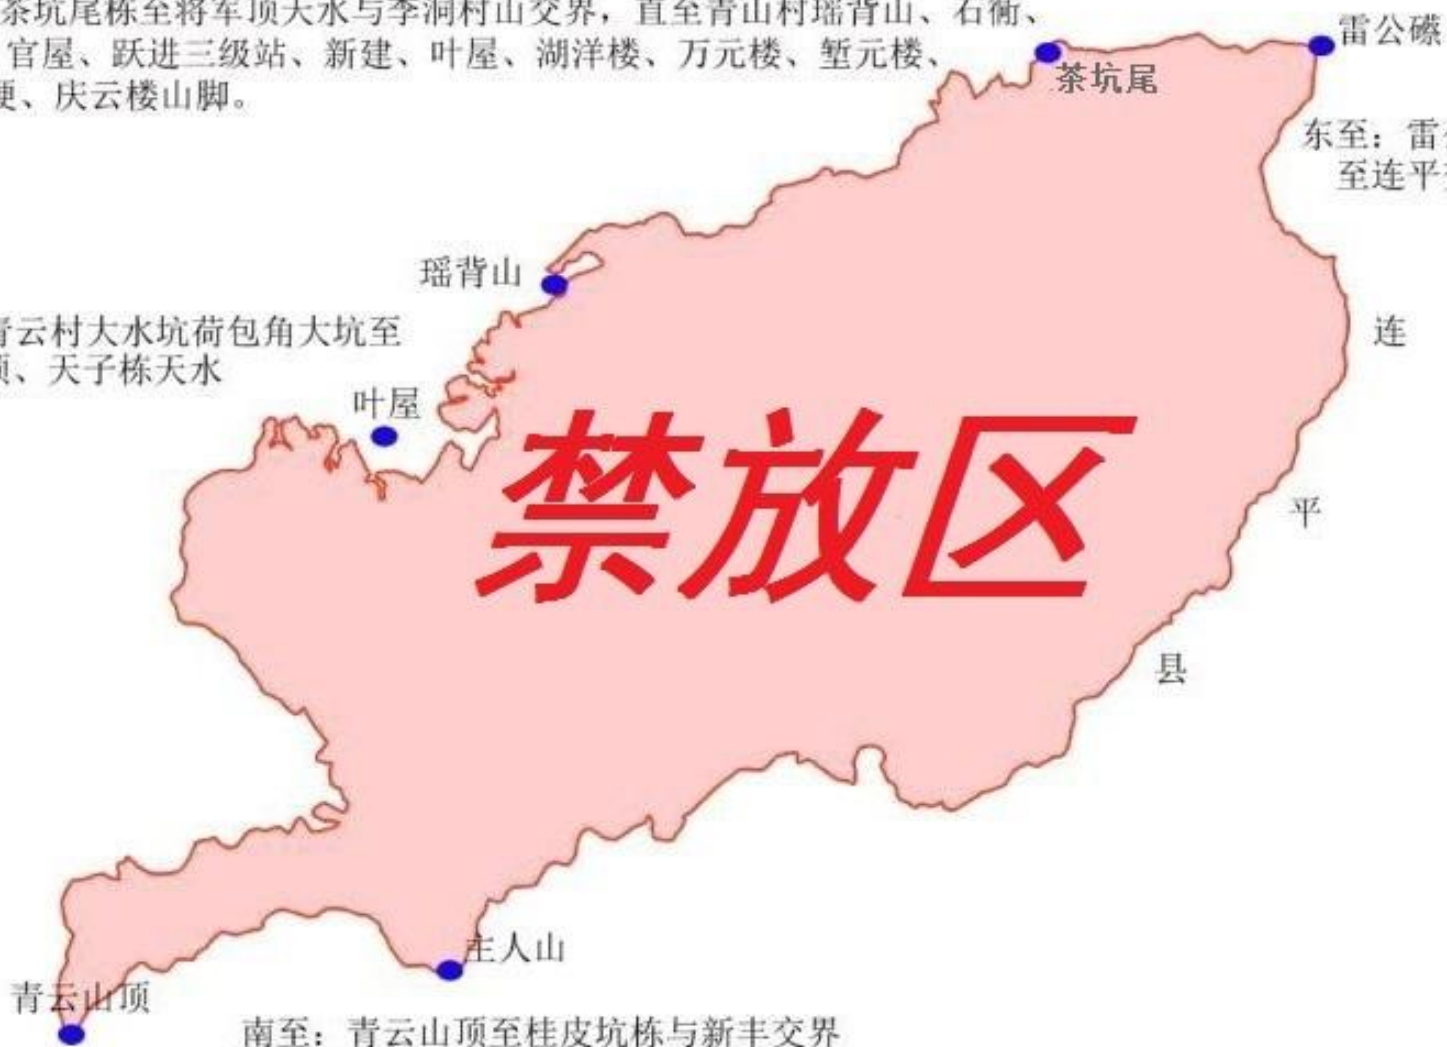 茶坑尾栋至将军顶天水与李洞村山交界，直至青山村瑶背山、石衕、
官屋、跃进三级站、新建、叶屋、湖洋楼、万元楼、堑元楼、
、庆云楼山脚。
雷公礤
茶坑尾
东至：雷
至连平
瑶背山
青云村大水坑荷包角大坑至
、天子栋天水
叶屋
连
平
县
禁放区
主人山
青云山顶
南至：青云山顶至桂皮坑栋与新丰交界